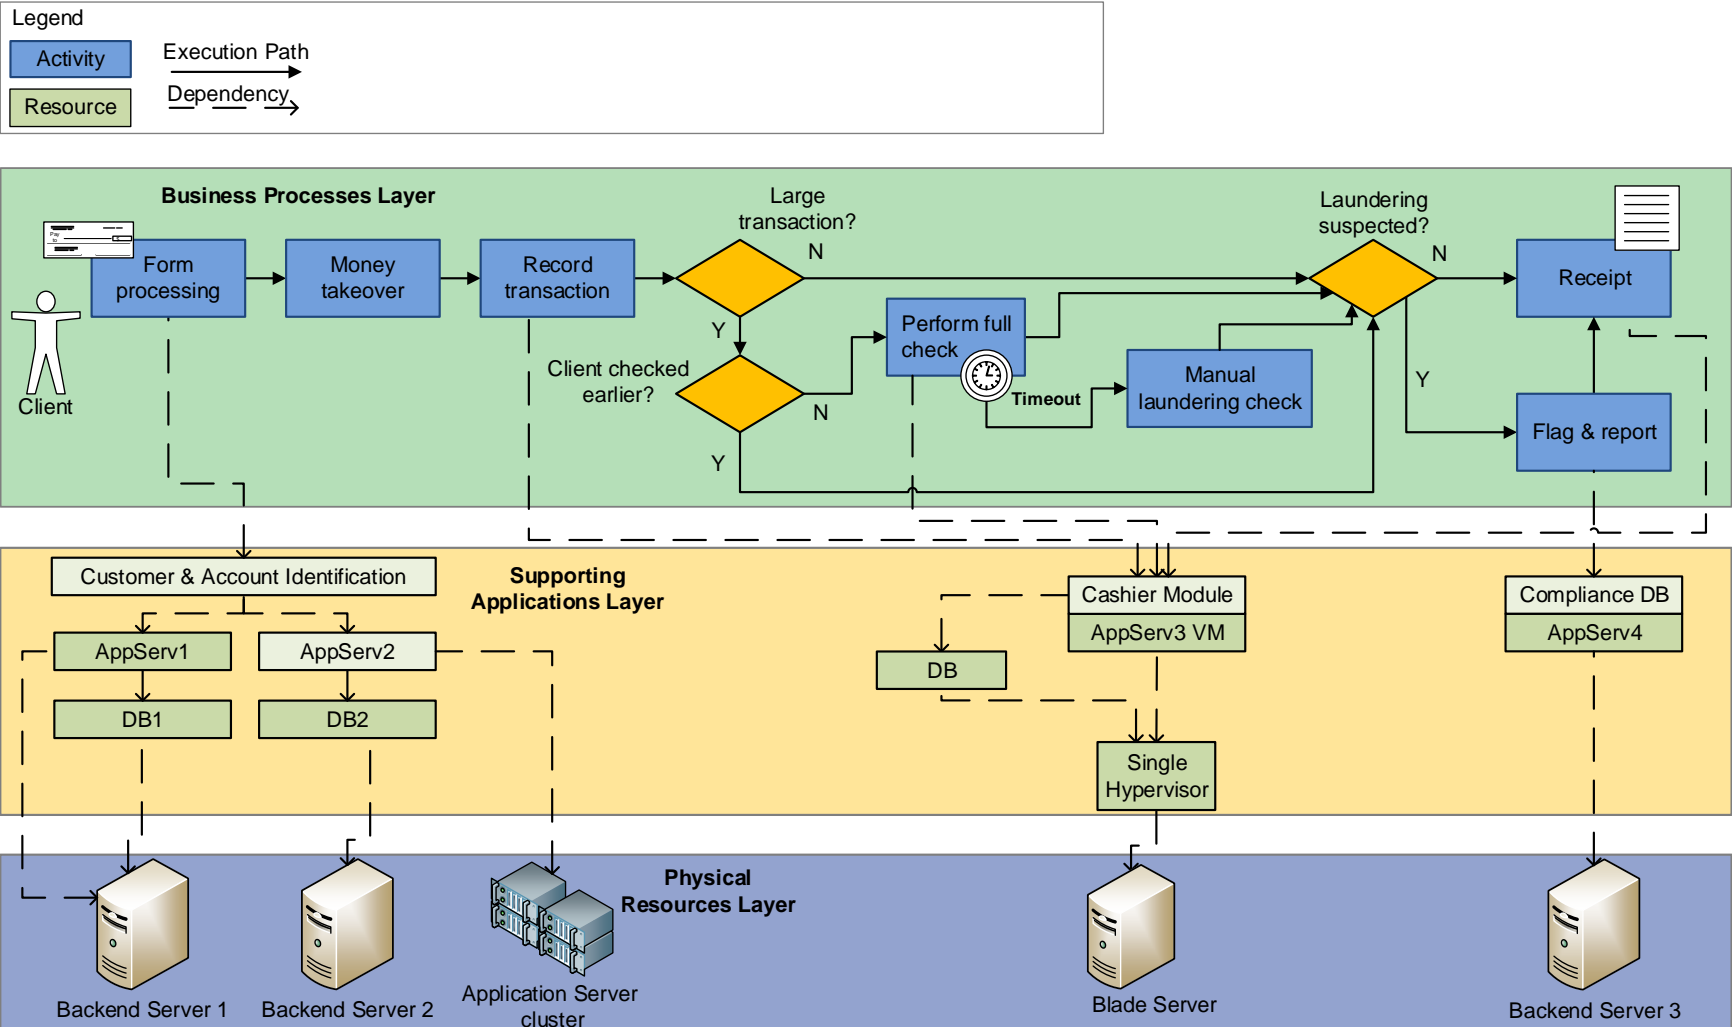 Legend
Activity
Execution Path
Resource
Dependency
Business Processes Layer
Large
transaction?
Laundering
suspected?
Pay
to
N
N
Form
processing
Money
takeover
Record
transaction
Receipt
Y
Perform full
check
Client checked
earlier?
Manual
laundering check
Y
Timeout
N
Client
Flag & report
Y
Customer & Account Identification
Supporting
Applications Layer
Cashier Module
Compliance DB
AppServ3 VM
AppServ4
AppServ1
AppServ2
DB
DB1
DB2
Single
Hypervisor
Physical
Resources Layer
Backend Server 1
Backend Server 2
Application Server
cluster
Blade Server
Backend Server 3